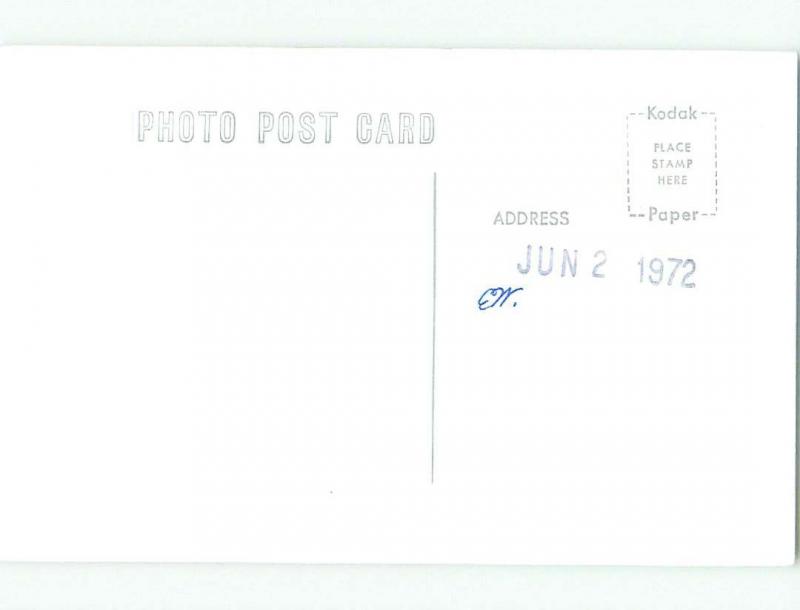 PHOTO POST CARD
Kodak
PLACE
STAMP
HERE
Paper
ADDRESS
JUN 2 1972